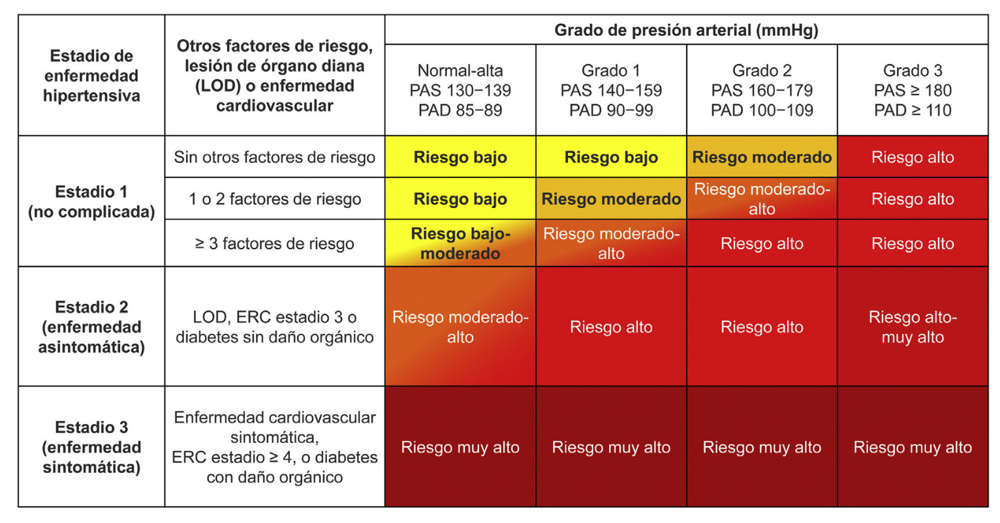 Estadio de
enfermedad
hipertensiva
Otros factores de riesgo,
lesión de órgano diana
(LOD) o enfermedad
cardiovascular
Grado de presión arterial (mmHg)
Normal-alta
PAS 130−139
PAD 85−89
Grado 1
PAS 140−159
PAD 90−99
Grado 2
PAS 160−179
PAD 100−109
Grado 3
PAS ≥ 180
PAD ≥ 110
Estadio 1
(no complicada)
Sin otros factores de riesgo
Riesgo bajo
Riesgo bajo
Riesgo moderado
Riesgo alto
1 o 2 factores de riesgo
Riesgo bajo
Riesgo moderado
Riesgo moderado-
alto
Riesgo alto
≥ 3 factores de riesgo
Riesgo bajo-
moderado
Riesgo moderado-
alto
Riesgo alto
Riesgo alto
Estadio 2
(enfermedad
asintomática)
LOD, ERC estadio 3 o
diabetes sin daño orgánico
Riesgo moderado-
alto
Riesgo alto
Riesgo alto
Riesgo alto-
muy alto
Estadio 3
(enfermedad
sintomática)
Enfermedad cardiovascular
sintomática,
ERC estadio ≥ 4, o diabetes
con daño orgánico
Riesgo muy alto
Riesgo muy alto
Riesgo muy alto
Riesgo muy alto